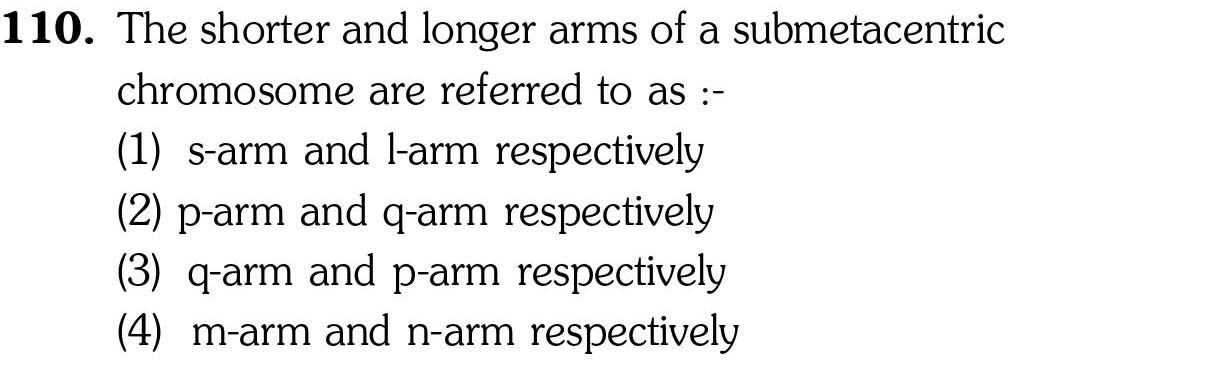 110. The shorter and longer arms of a submetacentric
chromosome are referred to as :-
(1) s-arm and l-arm respectively
(2) p-arm and q-arm respectively
(3) q-arm and p-arm respectively
(4) m-arm and n-arm respectively